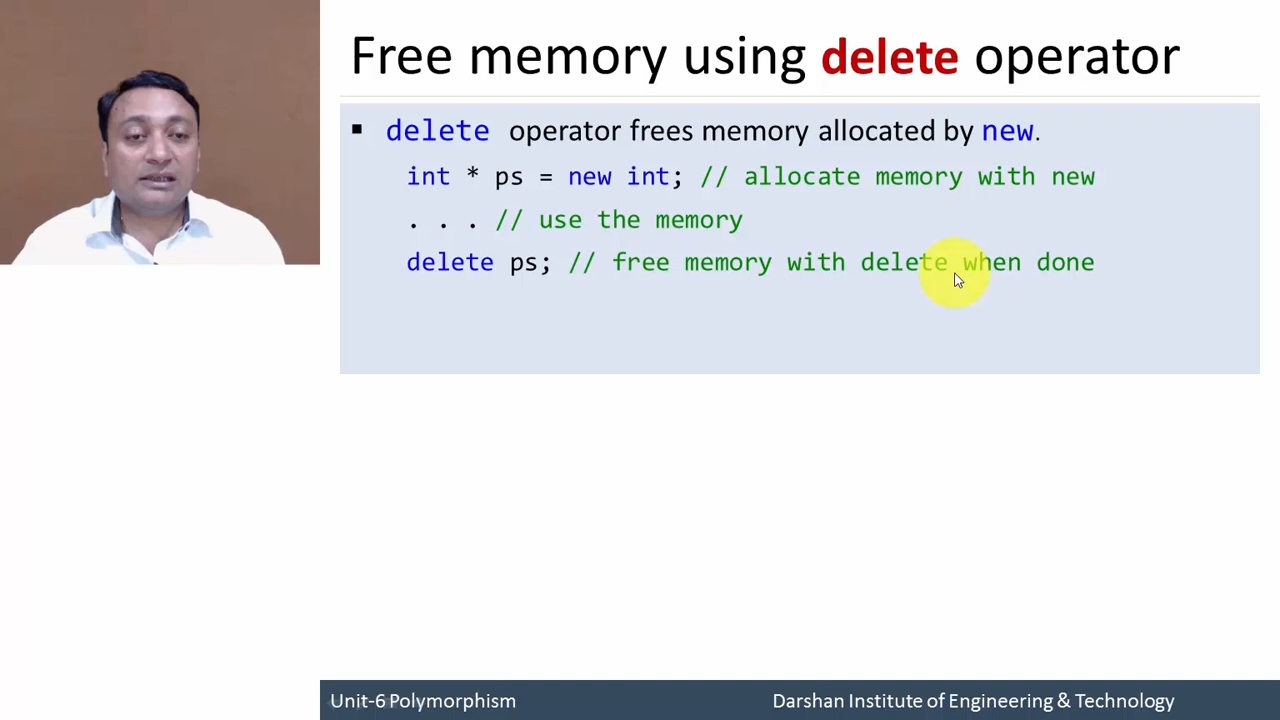 Free memory using delete operator
▪ delete operator frees memory allocated by new.
int * ps = new int; // allocate memory with new
. . . // use the memory
delete ps; // free memory with delete when done
Unit-6 Polymorphism
Darshan Institute of Engineering & Technology